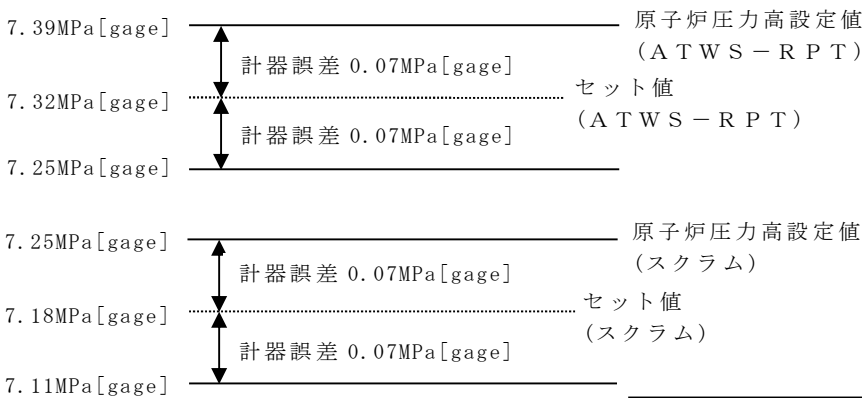 7.39MPa[gage]
原子炉圧力高設定値
(ATWS－RPT)
計器誤差 0.07MPa[gage]
7.32MPa[gage]
セット値
(ATWS－RPT)
計器誤差 0.07MPa[gage]
7.25MPa[gage]
7.25MPa[gage]
原子炉圧力高設定値
(スクラム)
計器誤差 0.07MPa[gage]
7.18MPa[gage]
セット値
(スクラム)
計器誤差 0.07MPa[gage]
7.11MPa[gage]